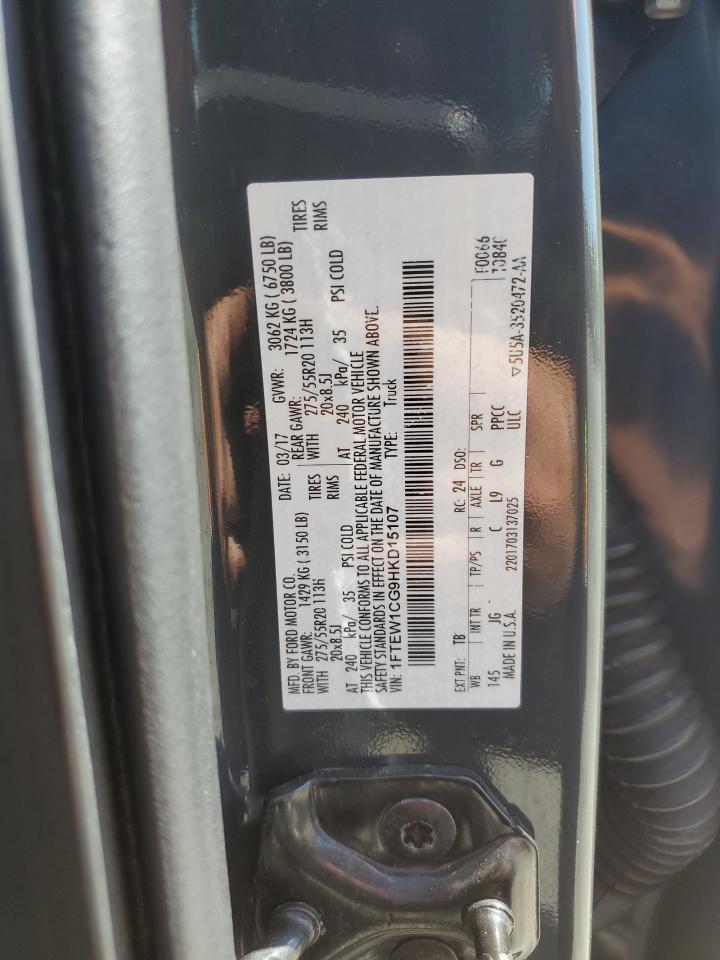 MFD. BY FORD MOTOR CO. DATE: 03/17 GVWR: 3062 KG ( 6750 LB)
FRONT GAWR: 1429 KG ( 3150 LB) REAR GAWR: 1724 KG ( 3800 LB)
WITH 275/55R20 113H TIRES WITH 275/55R20 113H TIRES
20x8.5J RIMS 20x8.5J RIMS
AT 240 kPa/ 35 PSI COLD AT 240 kPa/ 35 PSI COLD
THIS VEHICLE CONFORMS TO ALL APPLICABLE FEDERAL MOTOR VEHICLE
SAFETY STANDARDS IN EFFECT ON THE DATE OF MANUFACTURE SHOWN ABOVE.
VIN: 1FTEW1CG9HKD15107 TYPE: Truck
EXT PNT: TB RC: 24 DSO: F0066
WB INT TR TP/PS R AXLE TR SPR
145 JG C L9 G PPCC
MADE IN U.S.A. 2201703137025 ULC ▽5U5A-3520472-AA